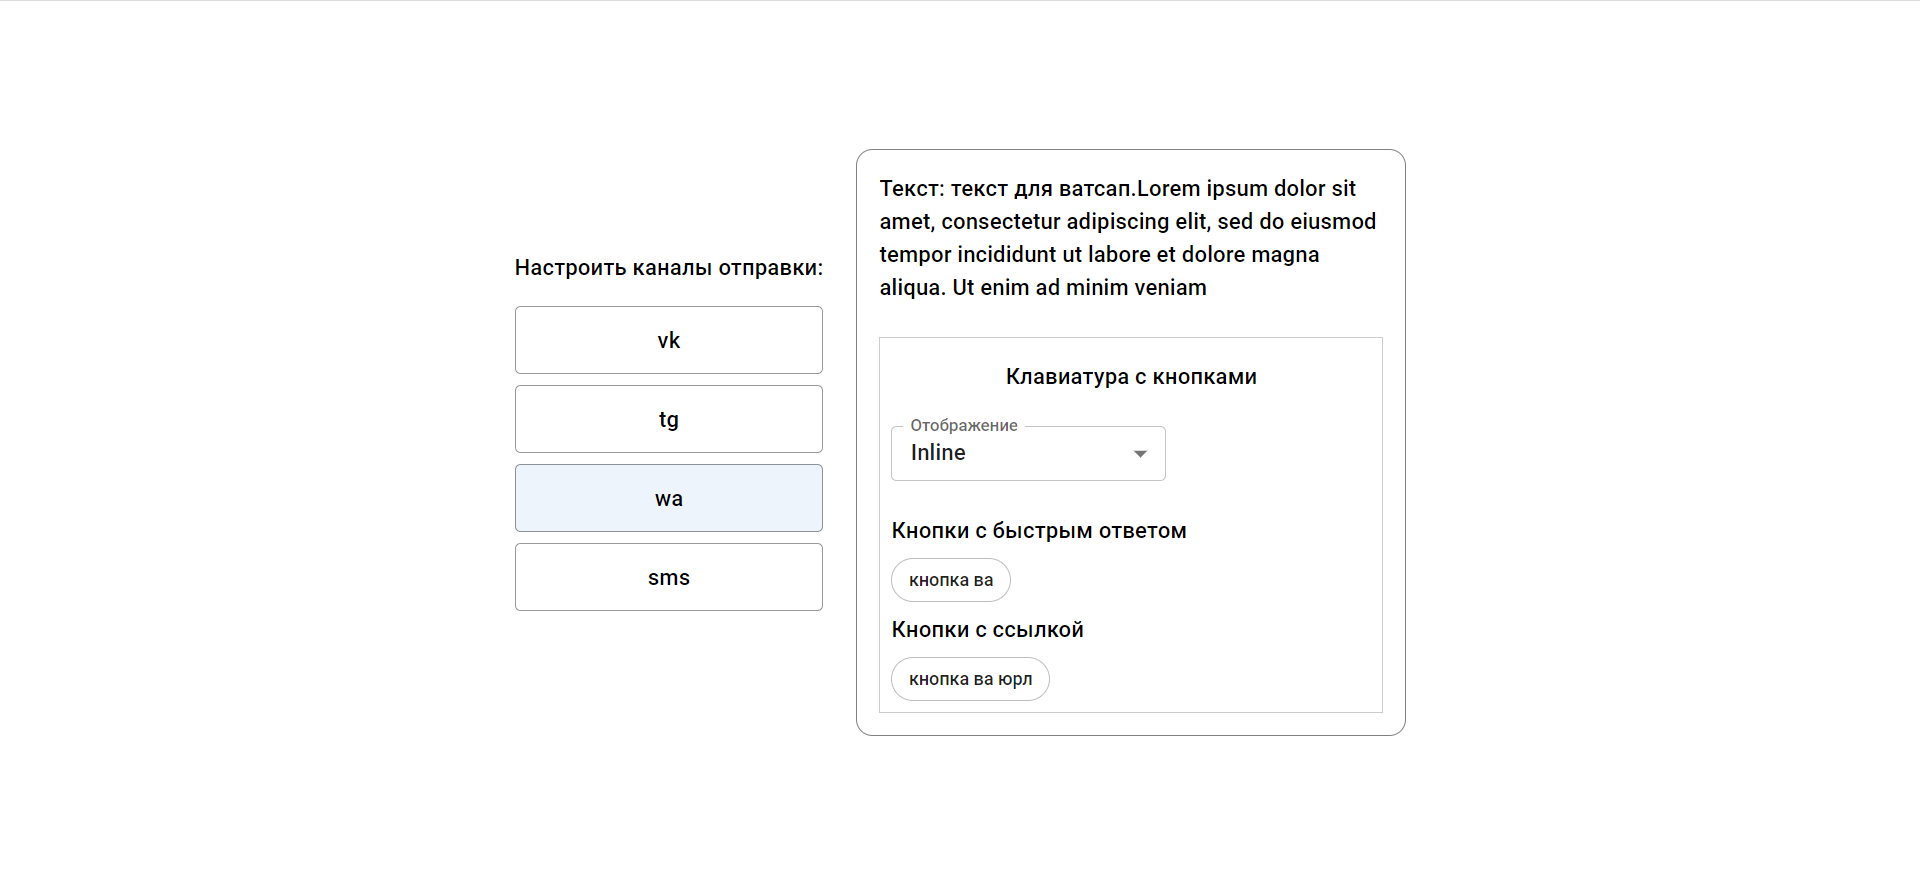 Настроить каналы отправки:
vk
tg
wa
sms
Текст: текст для ватсап.Lorem ipsum dolor sit
amet, consectetur adipiscing elit, sed do eiusmod
tempor incididunt ut labore et dolore magna
aliqua. Ut enim ad minim veniam
Клавиатура с кнопками
Отображение
Inline
Кнопки с быстрым ответом
кнопка ва
Кнопки с ссылкой
кнопка ва юрл